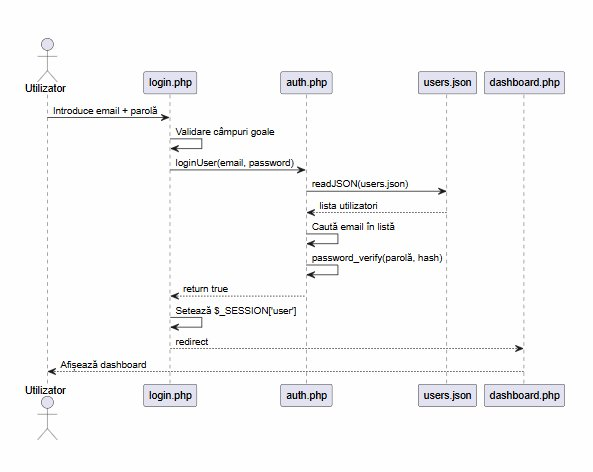 Utilizator
login.php
auth.php
users.json
dashboard.php
Introduce email + parolă
Validare câmpuri goale
loginUser(email, password)
readJSON(users.json)
lista utilizatori
Caută email în listă
password_verify(parolă, hash)
return true
Setează $_SESSION['user']
redirect
Afișează dashboard
Utilizator
login.php
auth.php
users.json
dashboard.php